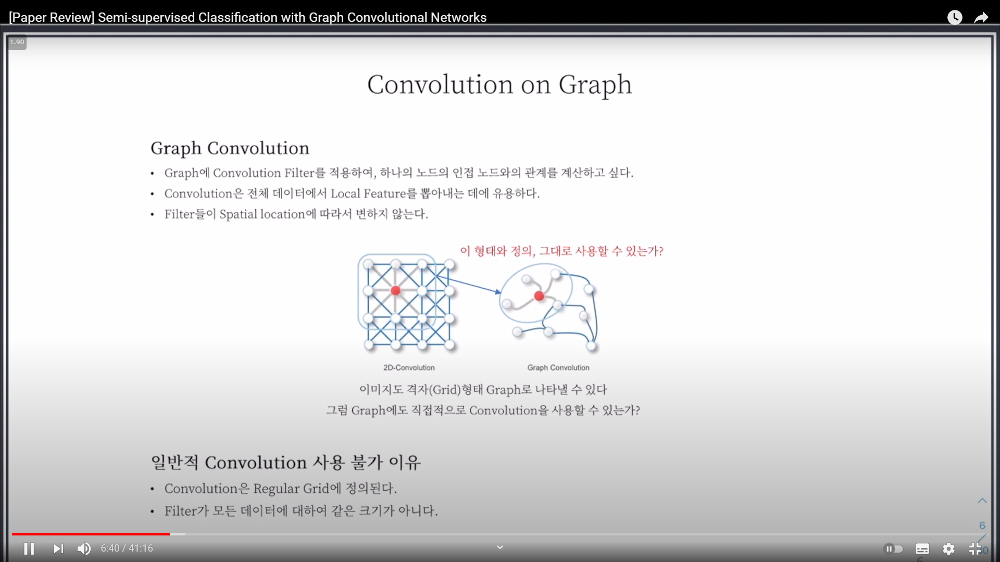 [Paper Review] Semi-supervised Classification with Graph Convolutional Networks
1.90
Convolution on Graph
Graph Convolution
• Graph에 Convolution Filter를 적용하여, 하나의 노드의 인접 노드와의 관계를 계산하고 싶다.
• Convolution은 전체 데이터에서 Local Feature를 뽑아내는 데에 유용하다.
• Filter들이 Spatial location에 따라서 변하지 않는다.
이 형태와 정의, 그대로 사용할 수 있는가?
2D-Convolution
Graph Convolution
이미지도 격자(Grid)형태 Graph로 나타낼 수 있다
그럼 Graph에도 직접적으로 Convolution을 사용할 수 있는가?
일반적 Convolution 사용 불가 이유
• Convolution은 Regular Grid에 정의된다.
• Filter가 모든 데이터에 대하여 같은 크기가 아니다.
6
6:40 / 41:16